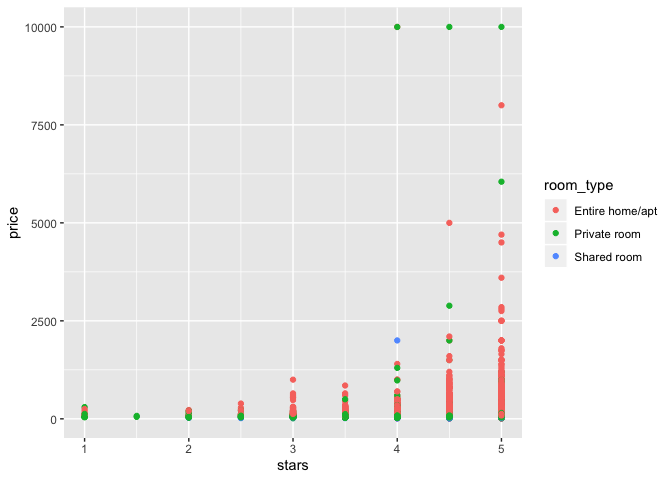 10000
7500
5000
2500
0
price
1
2
3
4
5
stars
room_type
Entire home/apt
Private room
Shared room